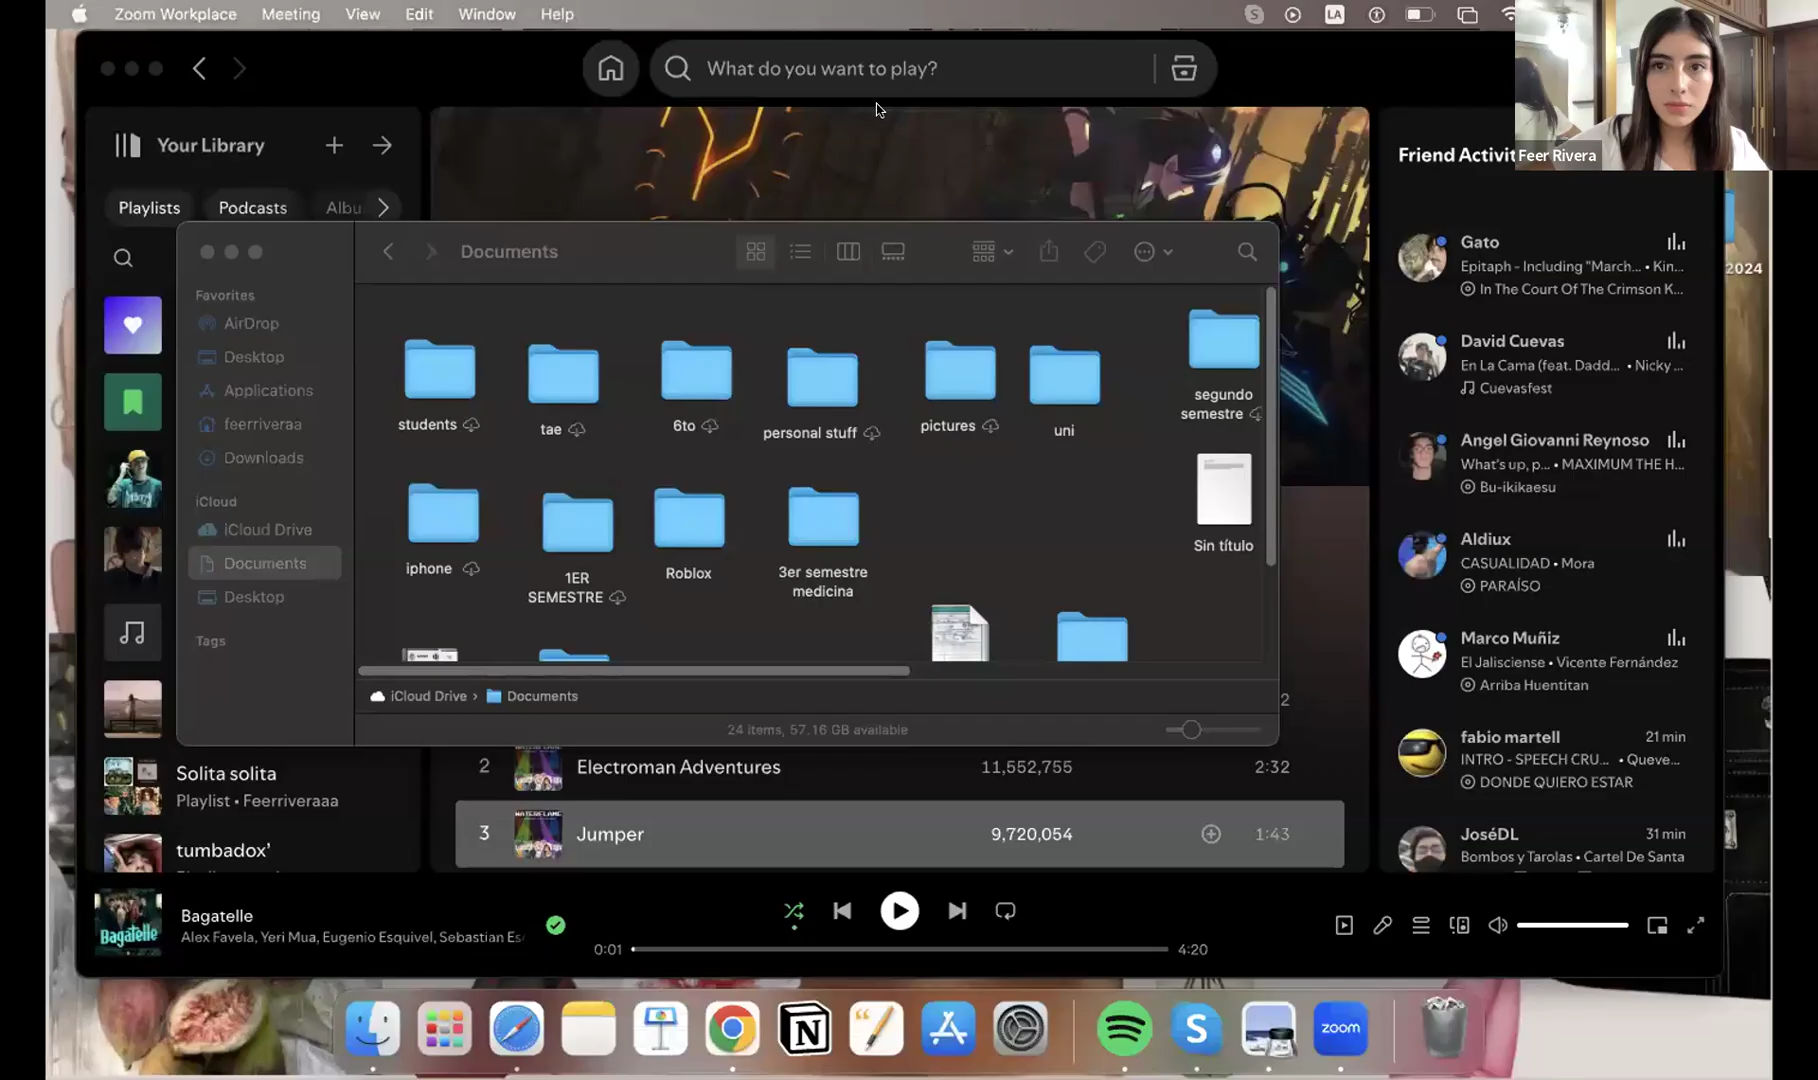 Zoom Workplace Meeting View Edit Window Help
LA
What do you want to play?
Feer Rivera
Your Library
Playlists Podcasts Albu
Friend Activit
2024
Documents
Favorites
AirDrop
Desktop
Applications
feerriveraa
Downloads
iCloud
iCloud Drive
Documents
Desktop
Tags
students
tae
6to
personal stuff
pictures
uni
segundo
semestre
iphone
1ER
SEMESTRE
Roblox
3er semestre
medicina
Sin título
iCloud Drive › Documents
24 items, 57.16 GB available
2
Gato
Epitaph - Including "March... • Kin...
In The Court Of The Crimson K...
David Cuevas
En La Cama (feat. Dadd... • Nicky ...
Cuevasfest
Angel Giovanni Reynoso
What's up, p... • MAXIMUM THE H...
Bu-ikikaesu
Aldiux
CASUALIDAD • Mora
PARAÍSO
Marco Muñiz
El Jalisciense • Vicente Fernández
Arriba Huentitan
fabio martell 21 min
INTRO - SPEECH CRU... • Queve...
DONDE QUIERO ESTAR
JoséDL 31 min
Bombos y Tarolas • Cartel De Santa
2 Electroman Adventures 11,552,755 2:32
3 WATERFLAME Jumper 9,720,054 1:43
Solita solita
Playlist • Feerriveraaa
tumbadox’
Bagatelle
Bagatelle
Alex Favela, Yeri Mua, Eugenio Esquivel, Sebastian Es
0:01 4:20
zoom